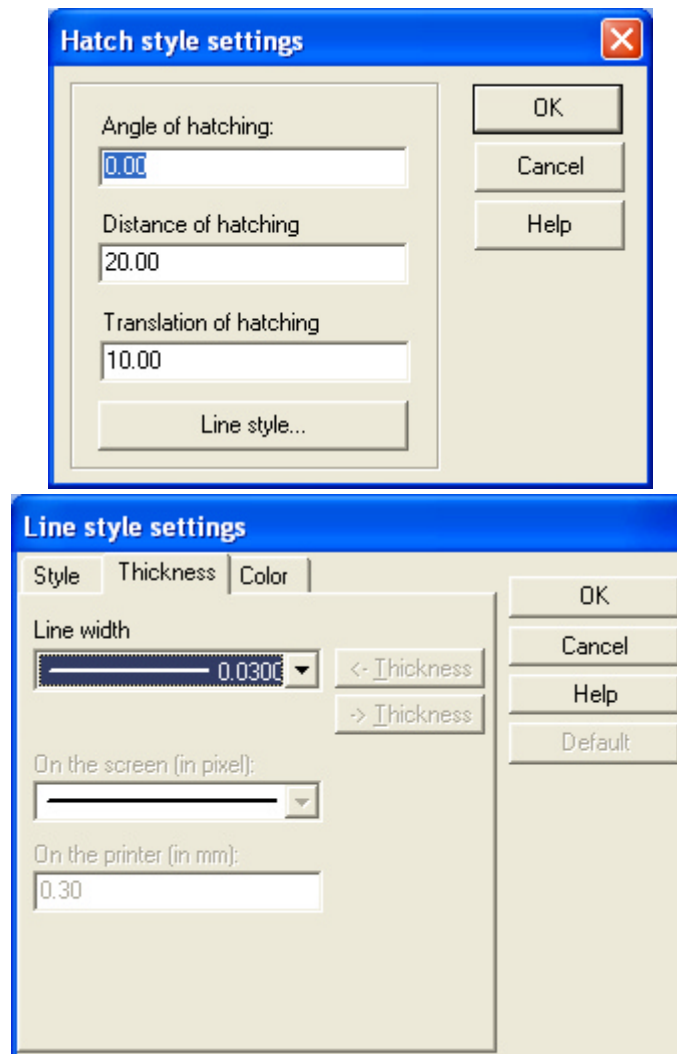 Hatch style settings
Angle of hatching:
0.00
Distance of hatching
20.00
Translation of hatching
10.00
Line style...
OK
Cancel
Help
Line style settings
Style Thickness Color
Line width
0.0300
<- Thickness
-> Thickness
On the screen (in pixel):
On the printer (in mm):
0.30
OK
Cancel
Help
Default